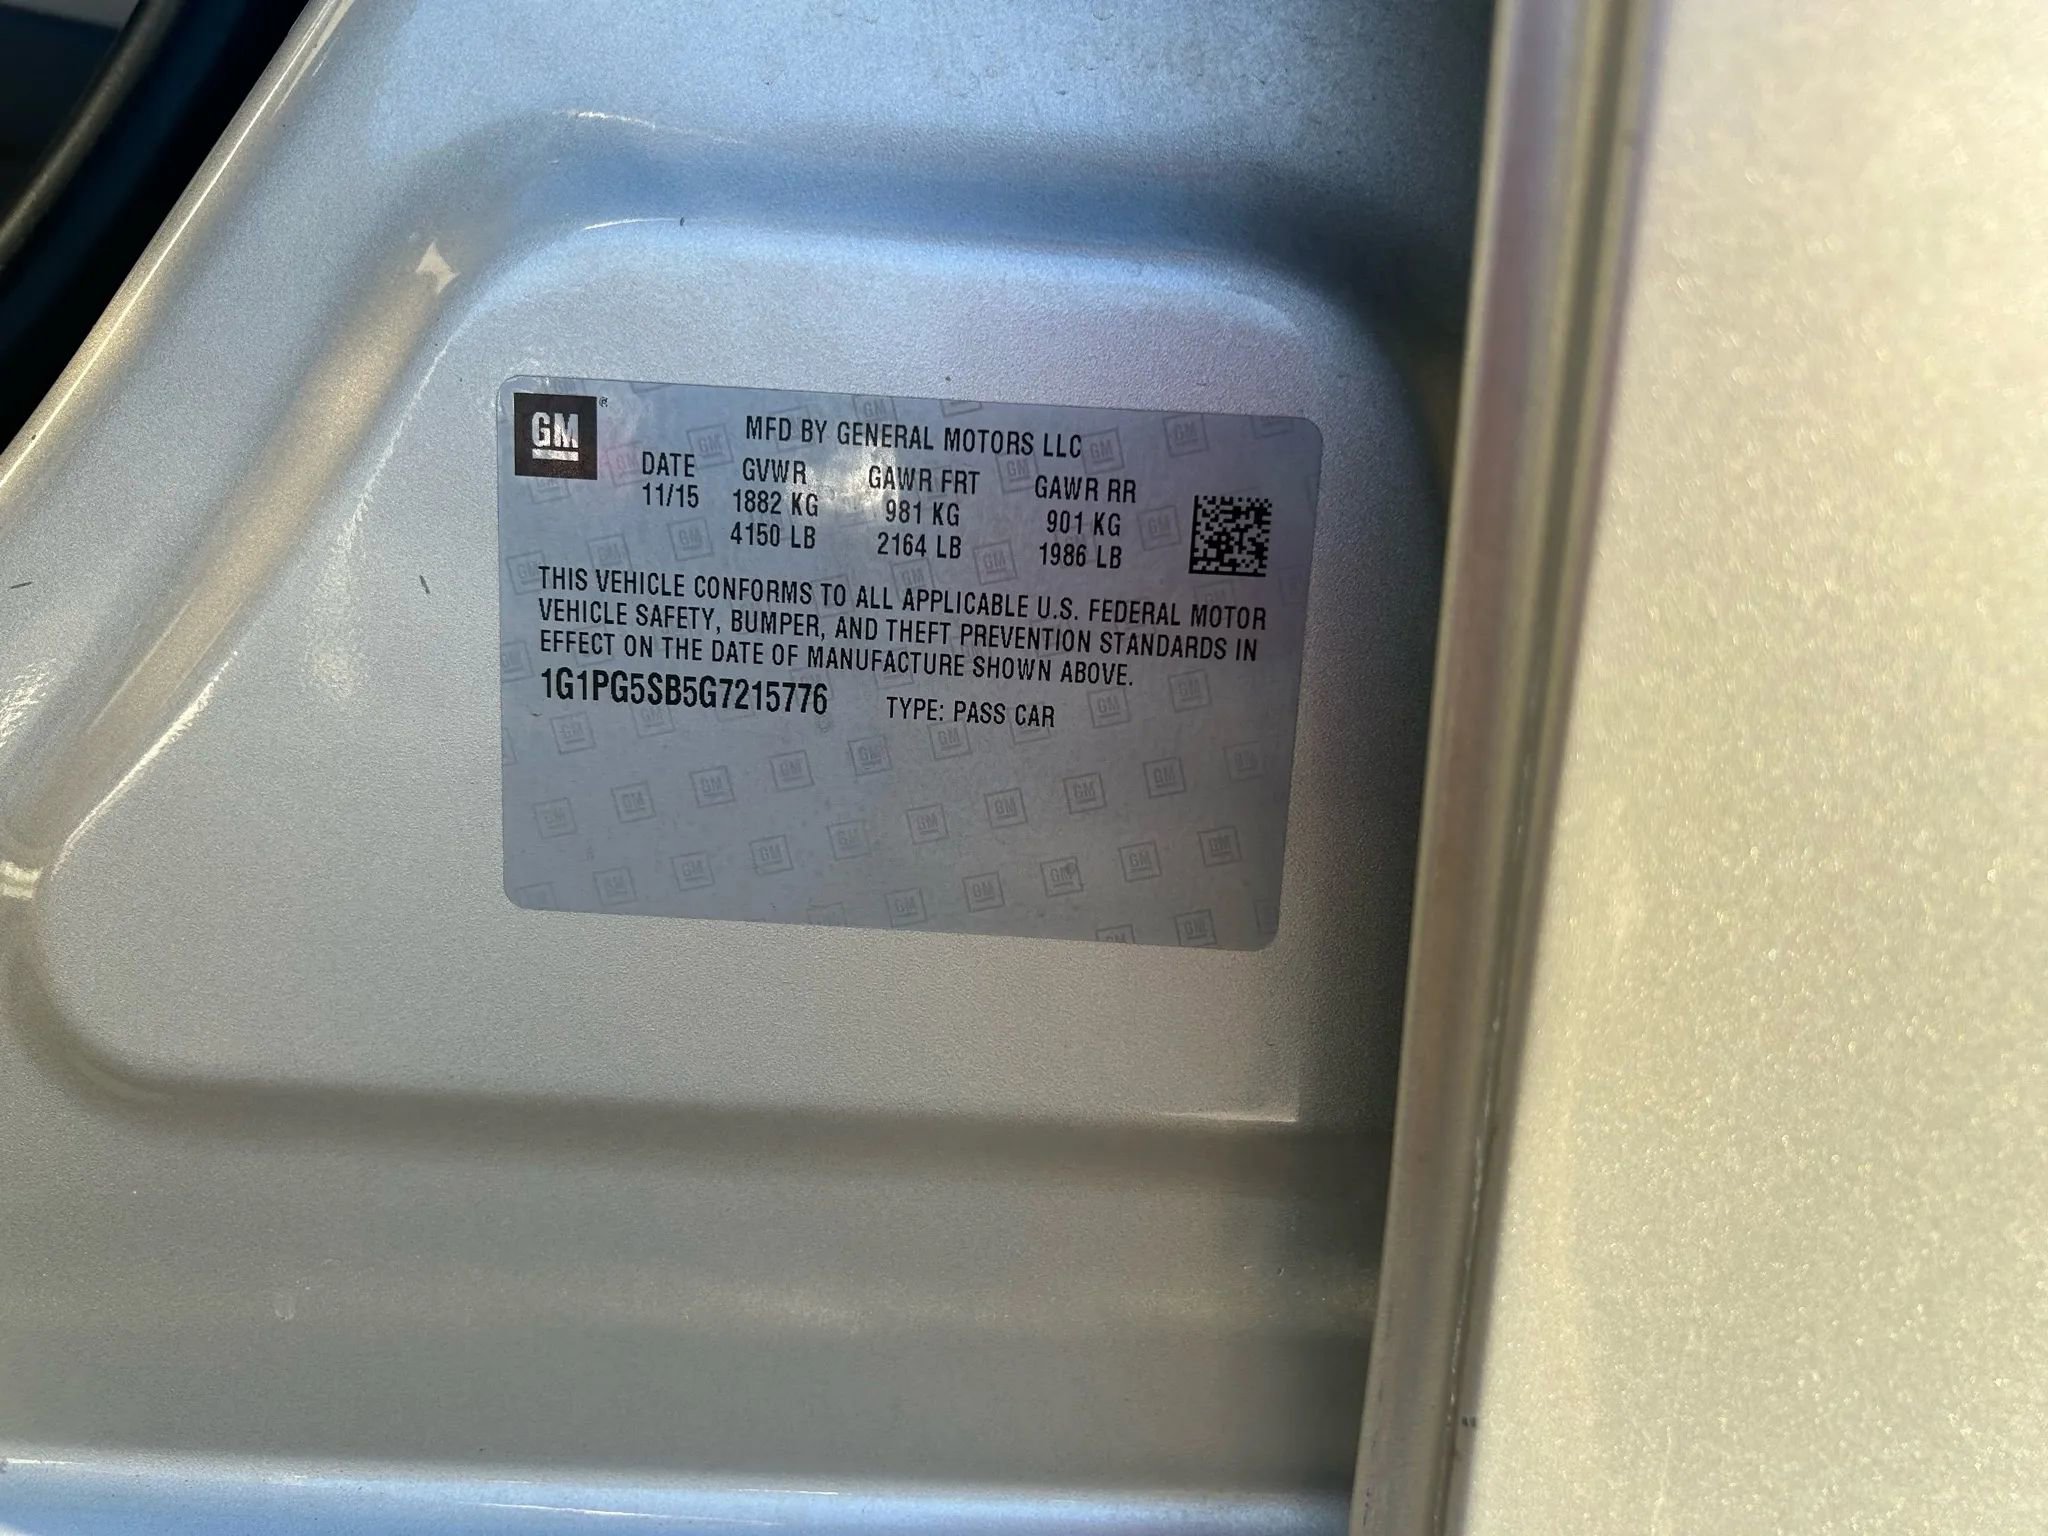 GM
MFD BY GENERAL MOTORS LLC
DATE GVWR GAWR FRT GAWR RR
11/15 1882 KG 981 KG 901 KG
4150 LB 2164 LB 1986 LB
THIS VEHICLE CONFORMS TO ALL APPLICABLE U.S. FEDERAL MOTOR
VEHICLE SAFETY, BUMPER, AND THEFT PREVENTION STANDARDS IN
EFFECT ON THE DATE OF MANUFACTURE SHOWN ABOVE.
1G1PG5SB5G7215776 TYPE: PASS CAR